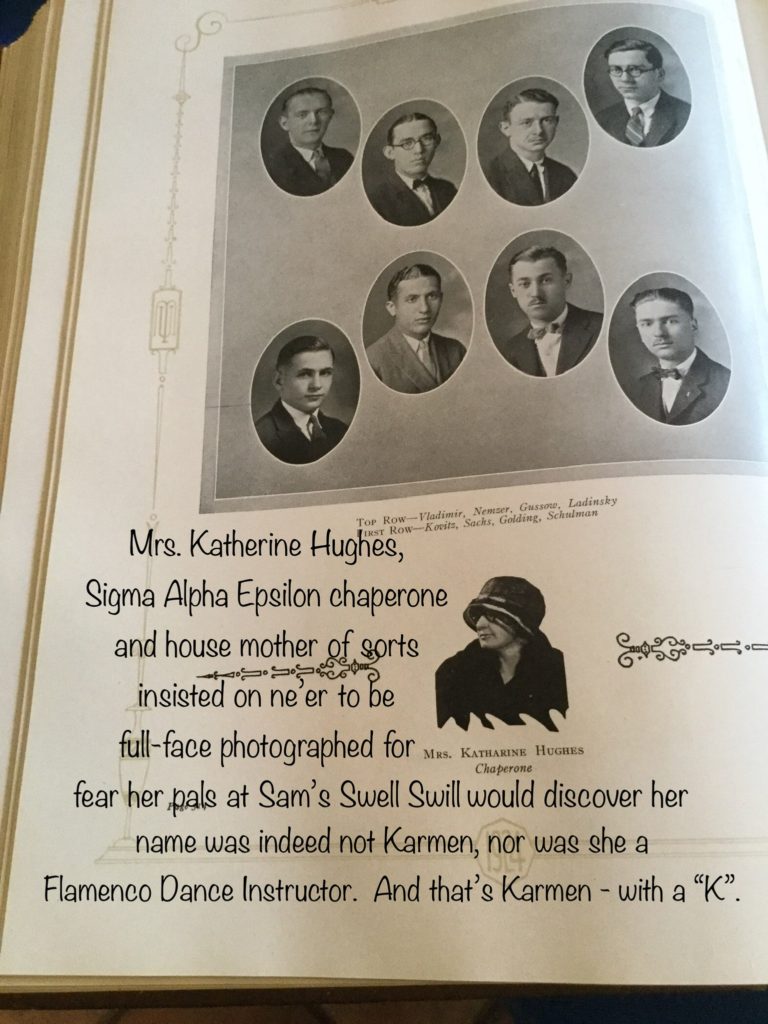 TOP ROW—Vladimir, Nemzer, Gussow, Ladinsky
FIRST ROW—Kovitz, Sachs, Golding, Schulman
Mrs. Katherine Hughes,
Sigma Alpha Epsilon chaperone
and house mother of sorts
insisted on ne'er to be
full-face photographed for
MRS. KATHARINE HUGHES
Chaperone
fear her pals at Sam's Swell Swill would discover her
name was indeed not Karmen, nor was she a
Flamenco Dance Instructor. And that's Karmen - with a "K".
1924